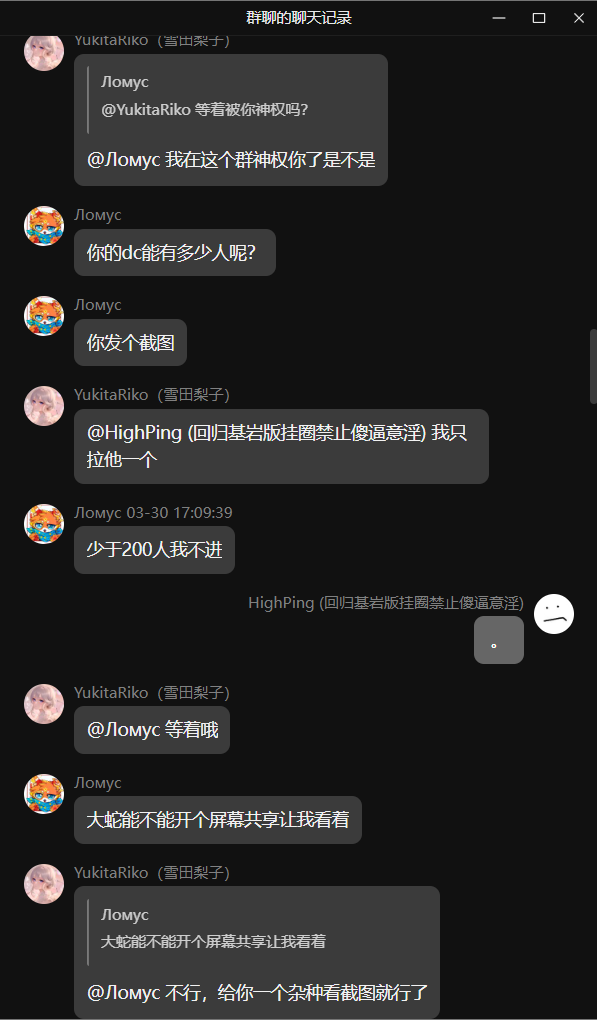 群聊的聊天记录
YukitaRiko（雪田梨子）
Ломус
@YukitaRiko 等着被你神权吗？
@Ломус 我在这个群神权你了是不是
Ломус
你的dc能有多少人呢？
Ломус
你发个截图
YukitaRiko（雪田梨子）
@HighPing (回归基岩版挂圈禁止傻逼意淫) 我只
拉他一个
Ломус 03-30 17:09:39
少于200人我不进
HighPing (回归基岩版挂圈禁止傻逼意淫)
。
YukitaRiko（雪田梨子）
@Ломус 等着哦
Ломус
大蛇能不能开个屏幕共享让我看着
YukitaRiko（雪田梨子）
Ломус
大蛇能不能开个屏幕共享让我看着
@Ломус 不行，给你一个杂种看截图就行了